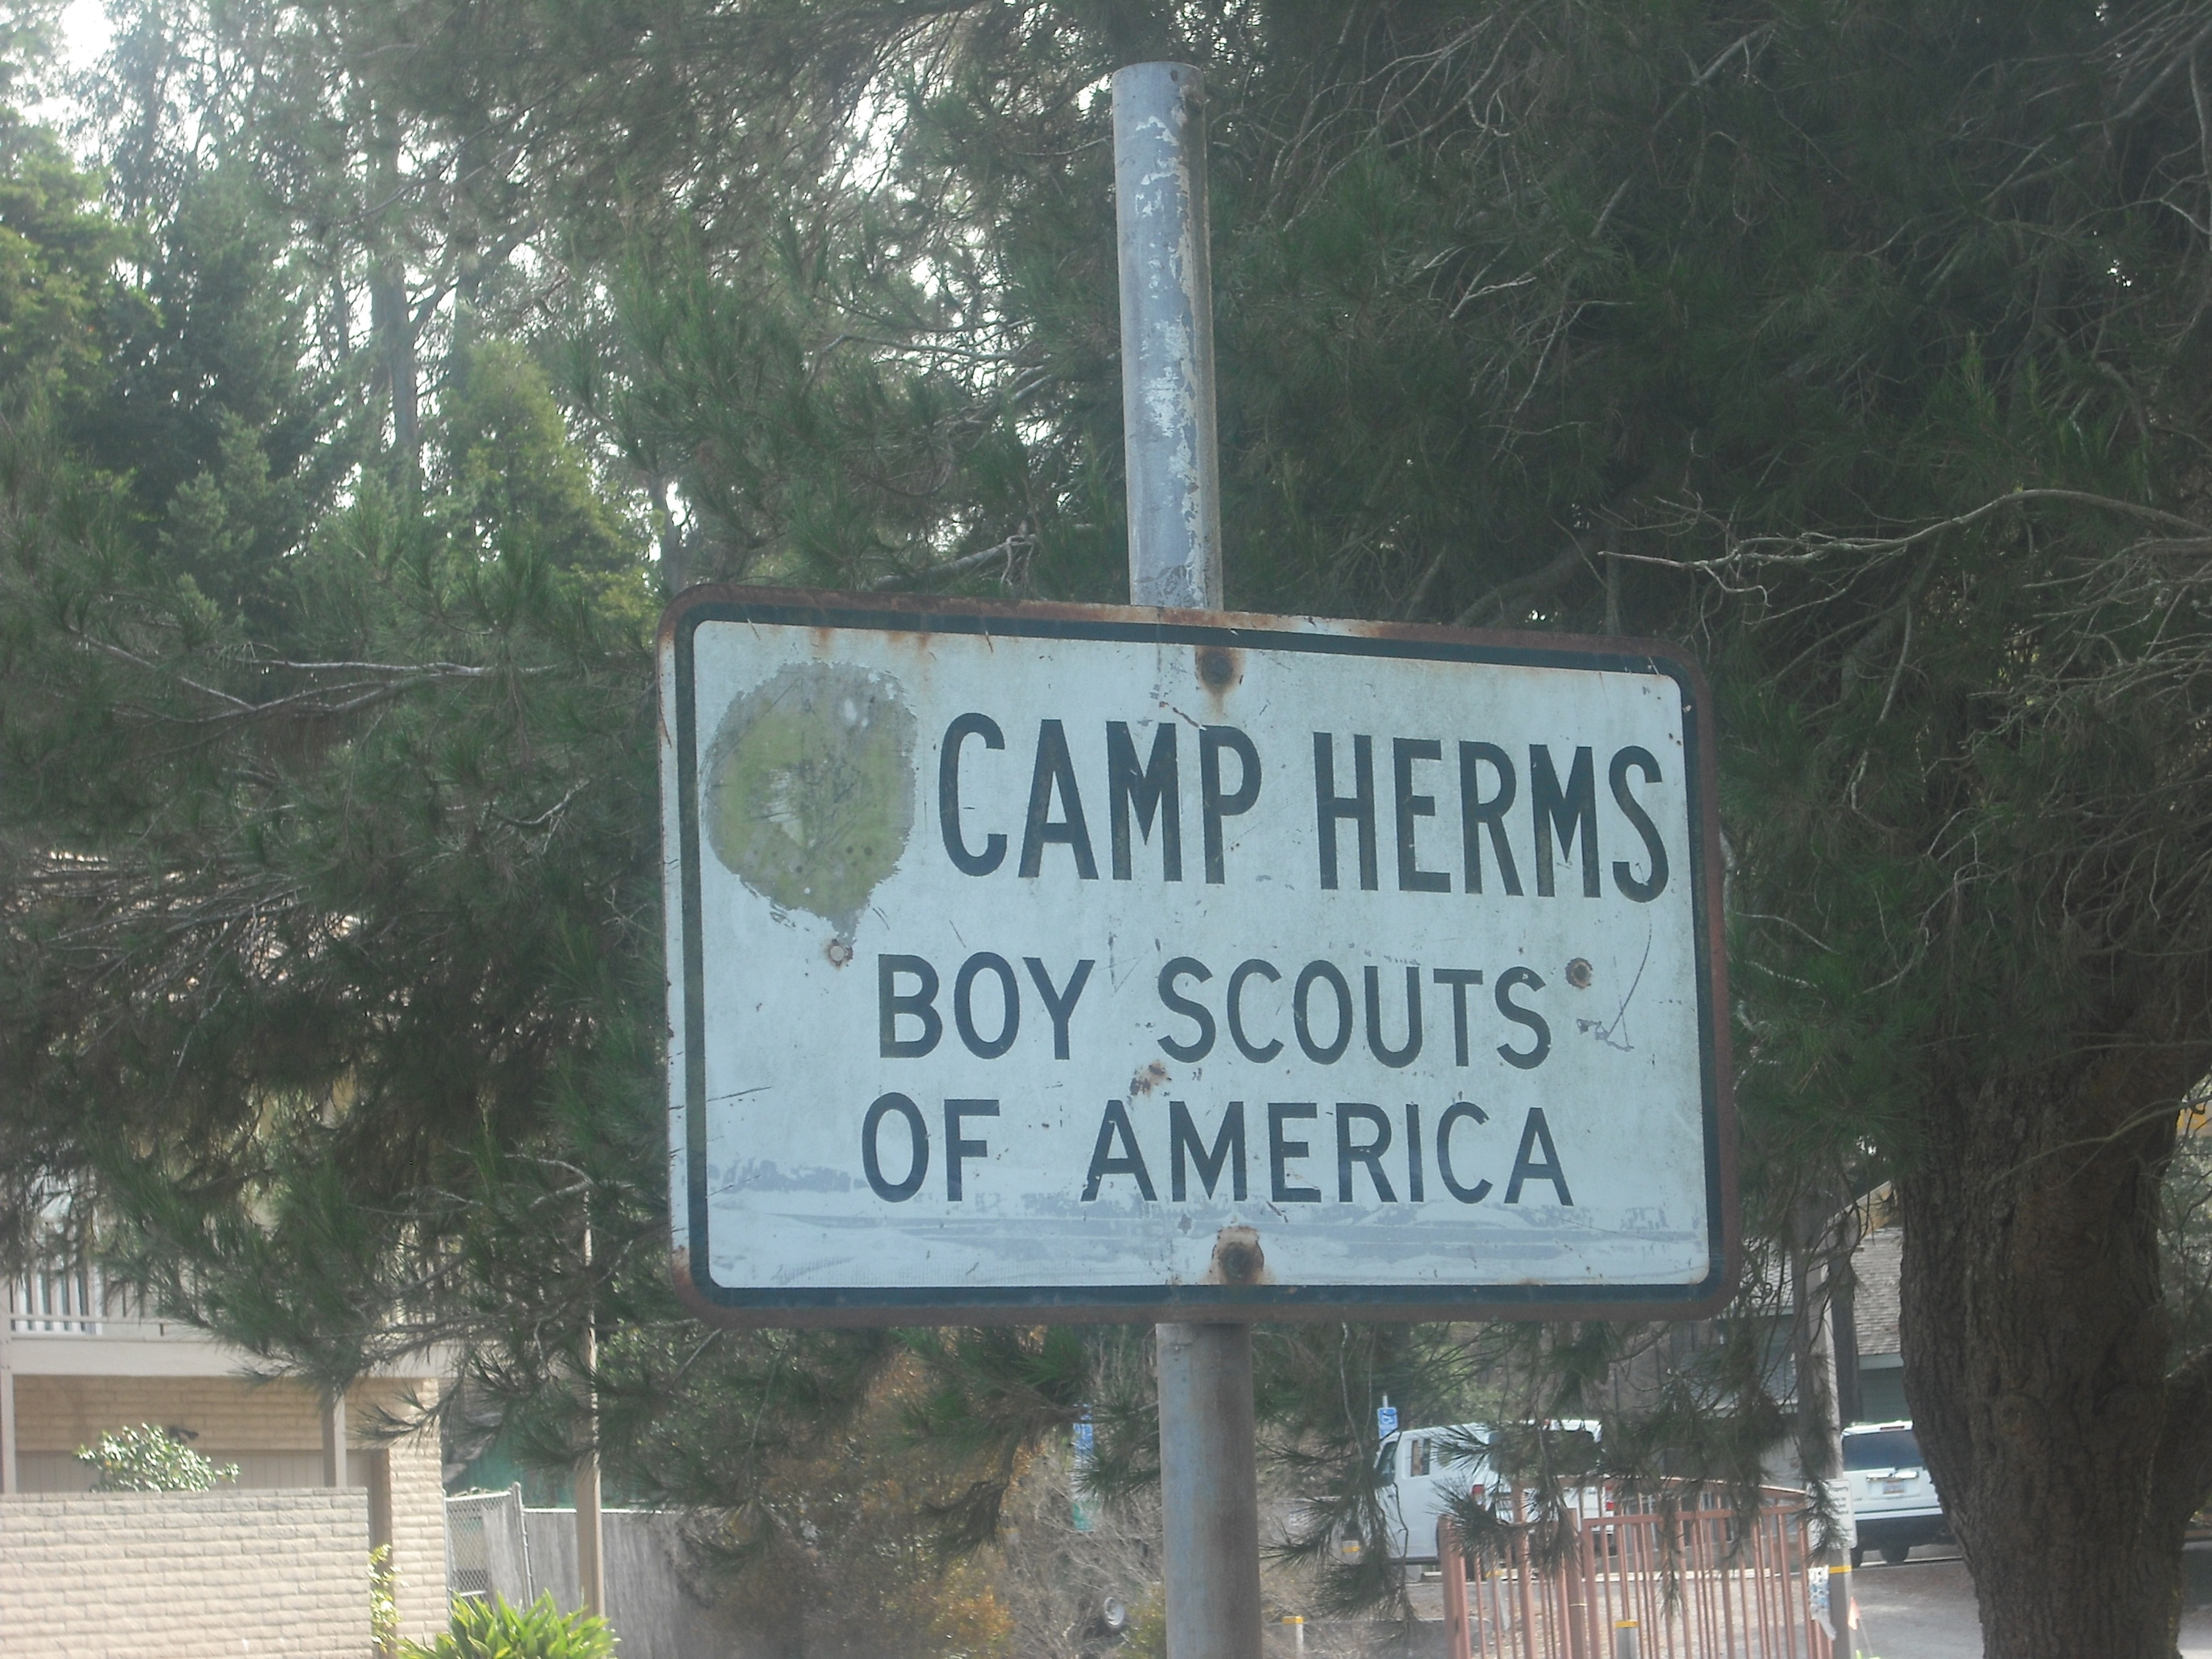 CAMP HERMS
BOY SCOUTS
OF AMERICA